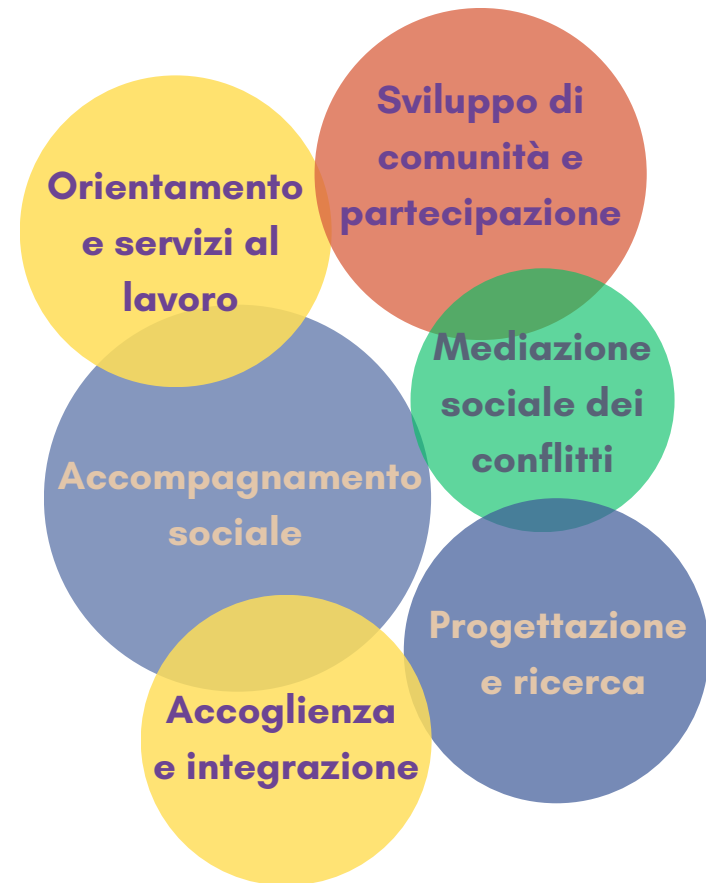 Sviluppo di
comunità e
partecipazione
Orientamento
e servizi al
lavoro
Mediazione
sociale dei
conflitti
Accompagnamento
sociale
Progettazione
e ricerca
Accoglienza
e integrazione